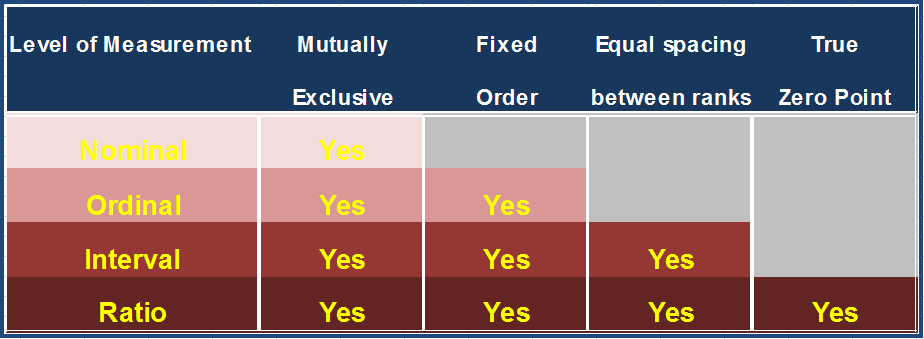 Level of Measurement Mutually Fixed Equal spacing True
Exclusive Order between ranks Zero Point
Nominal Yes
Ordinal Yes Yes
Interval Yes Yes Yes
Ratio Yes Yes Yes Yes